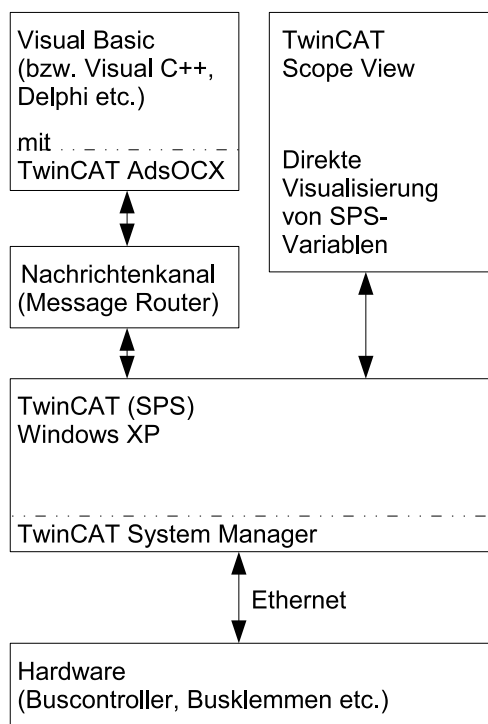 Visual Basic
(bzw. Visual C++,
Delphi etc.)
mit
TwinCAT AdsOCX
TwinCAT
Scope View
Direkte
Visualisierung
von SPS-
Variablen
Nachrichtenkanal
(Message Router)
TwinCAT (SPS)
Windows XP
TwinCAT System Manager
Ethernet
Hardware
(Buscontroller, Busklemmen etc.)